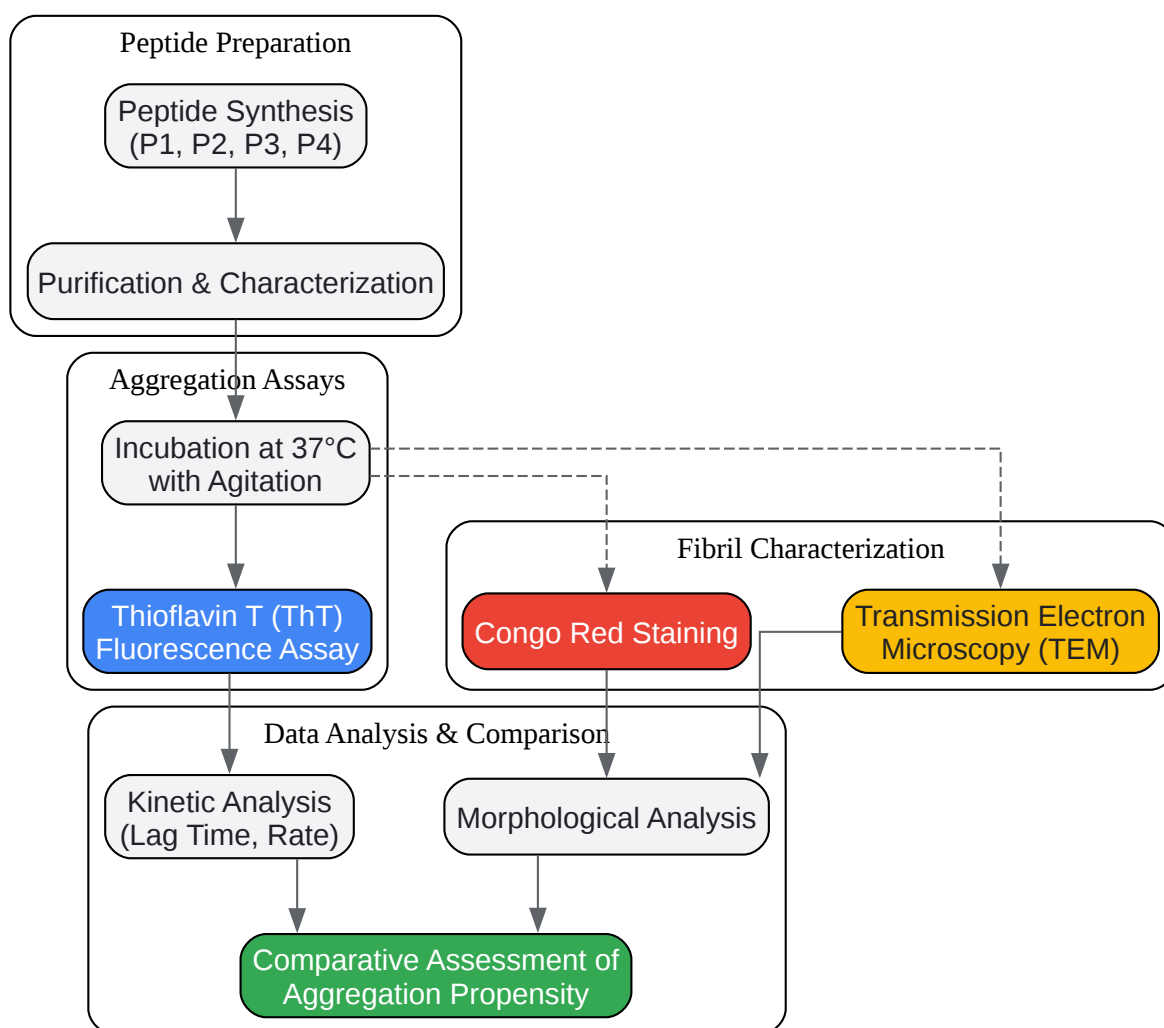 Peptide Preparation
Peptide Synthesis
(P1, P2, P3, P4)
Purification & Characterization
Aggregation Assays
Incubation at 37°C
with Agitation
Fibril Characterization
Thioflavin T (ThT)
Fluorescence Assay
Congo Red Staining
Transmission Electron
Microscopy (TEM)
Data Analysis & Comparison
Kinetic Analysis
(Lag Time, Rate)
Morphological Analysis
Comparative Assessment of
Aggregation Propensity